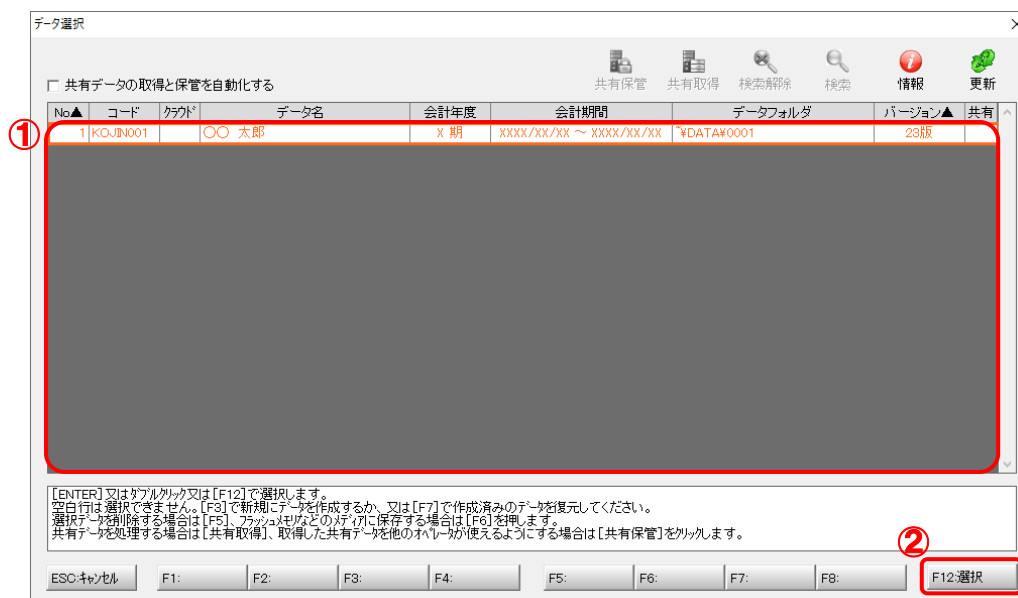 データ選択
共有データの取得と保管を自動化する
共有保管 共有取得 検索解除 検索 情報 更新
No▲ コード クラウド データ名 会計年度 会計期間 データフォルダ バージョン▲ 共有
①
1 KOJIN001 〇〇 太郎 X 期 XXXX/XX/XX ～ XXXX/XX/XX ~¥DATA¥0001 23版
[ENTER]又はダブルクリック又は[F12]で選択します。
空白行は選択できません。[F3]で新規にデータを作成するか、又は[F7]で作成済みのデータを復元してください。
選択データを削除する場合は[F5]、フラッシュメモリなどのメディアに保存する場合は[F6]を押します。
共有データを処理する場合は[共有取得]、取得した共有データを他のオペレータが使えるようにする場合は[共有保管]をクリックします。
②
ESC:キャンセル F1: F2: F3: F4: F5: F6: F7: F8: F12:選択